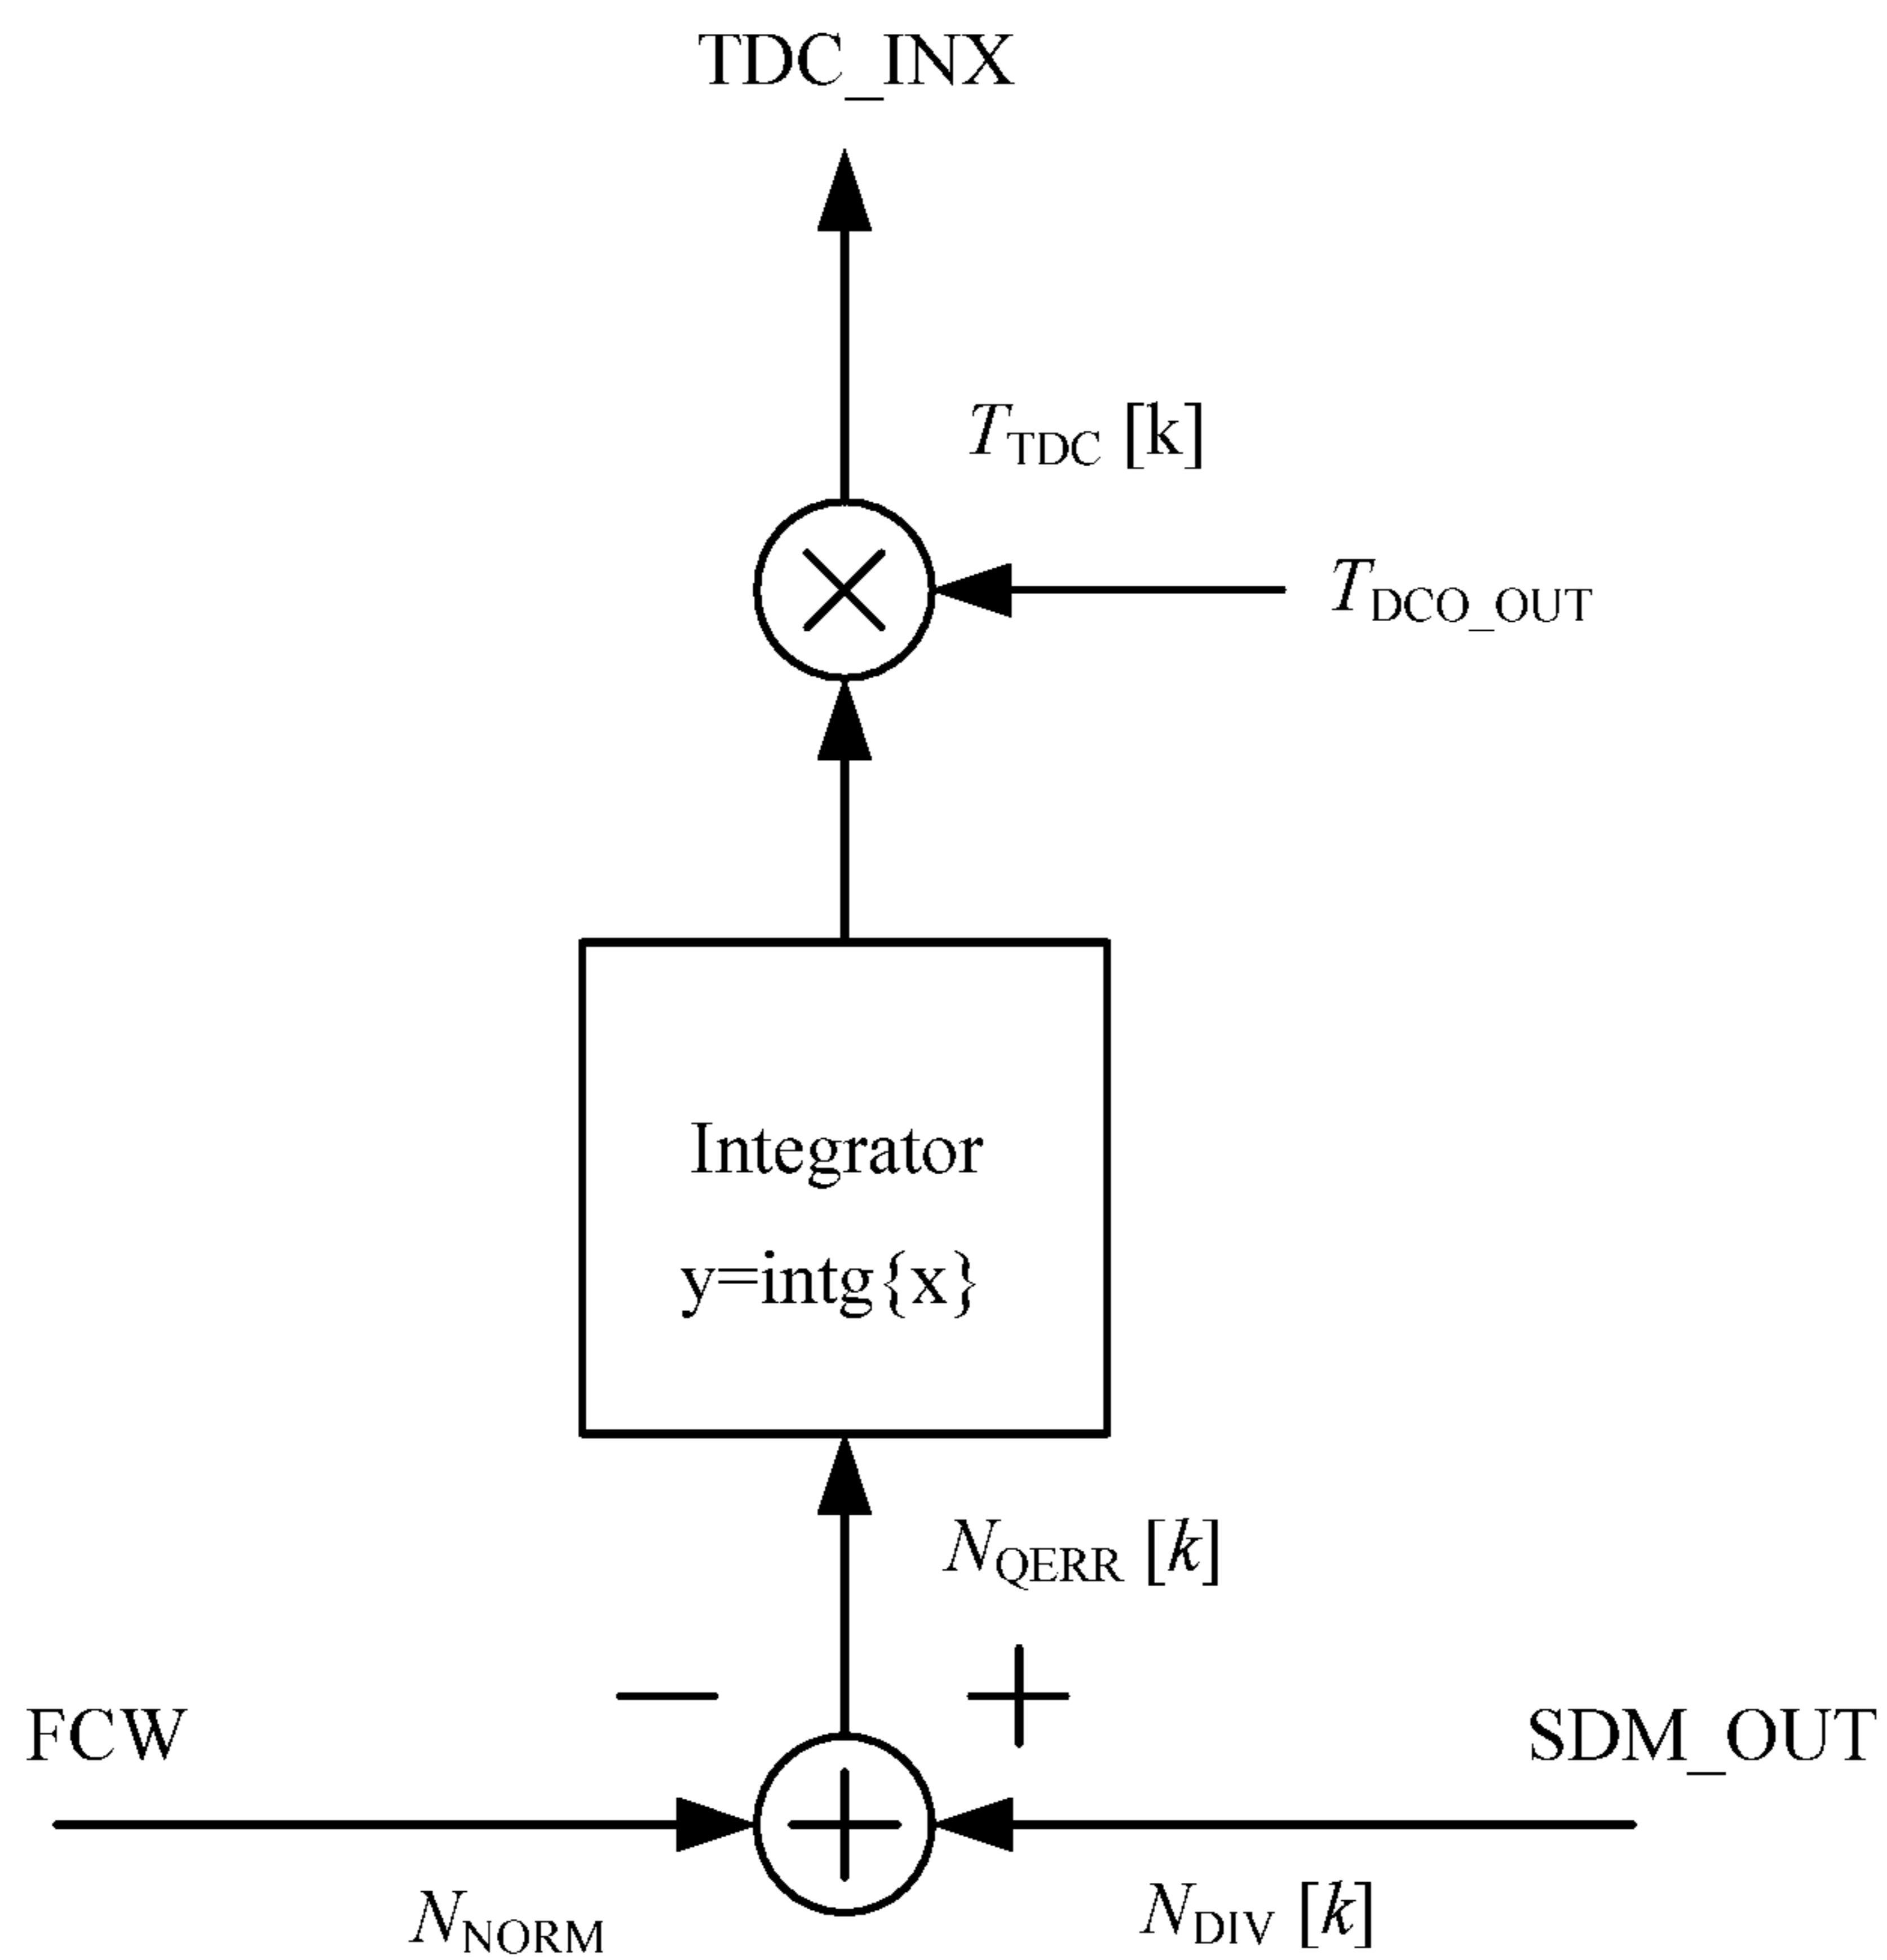 TDC_INX
T_TDC [k]
T_DCO_OUT
Integrator
y=intg{x}
N_QERR [k]
− +
FCW
SDM_OUT
N_NORM
N_DIV [k]